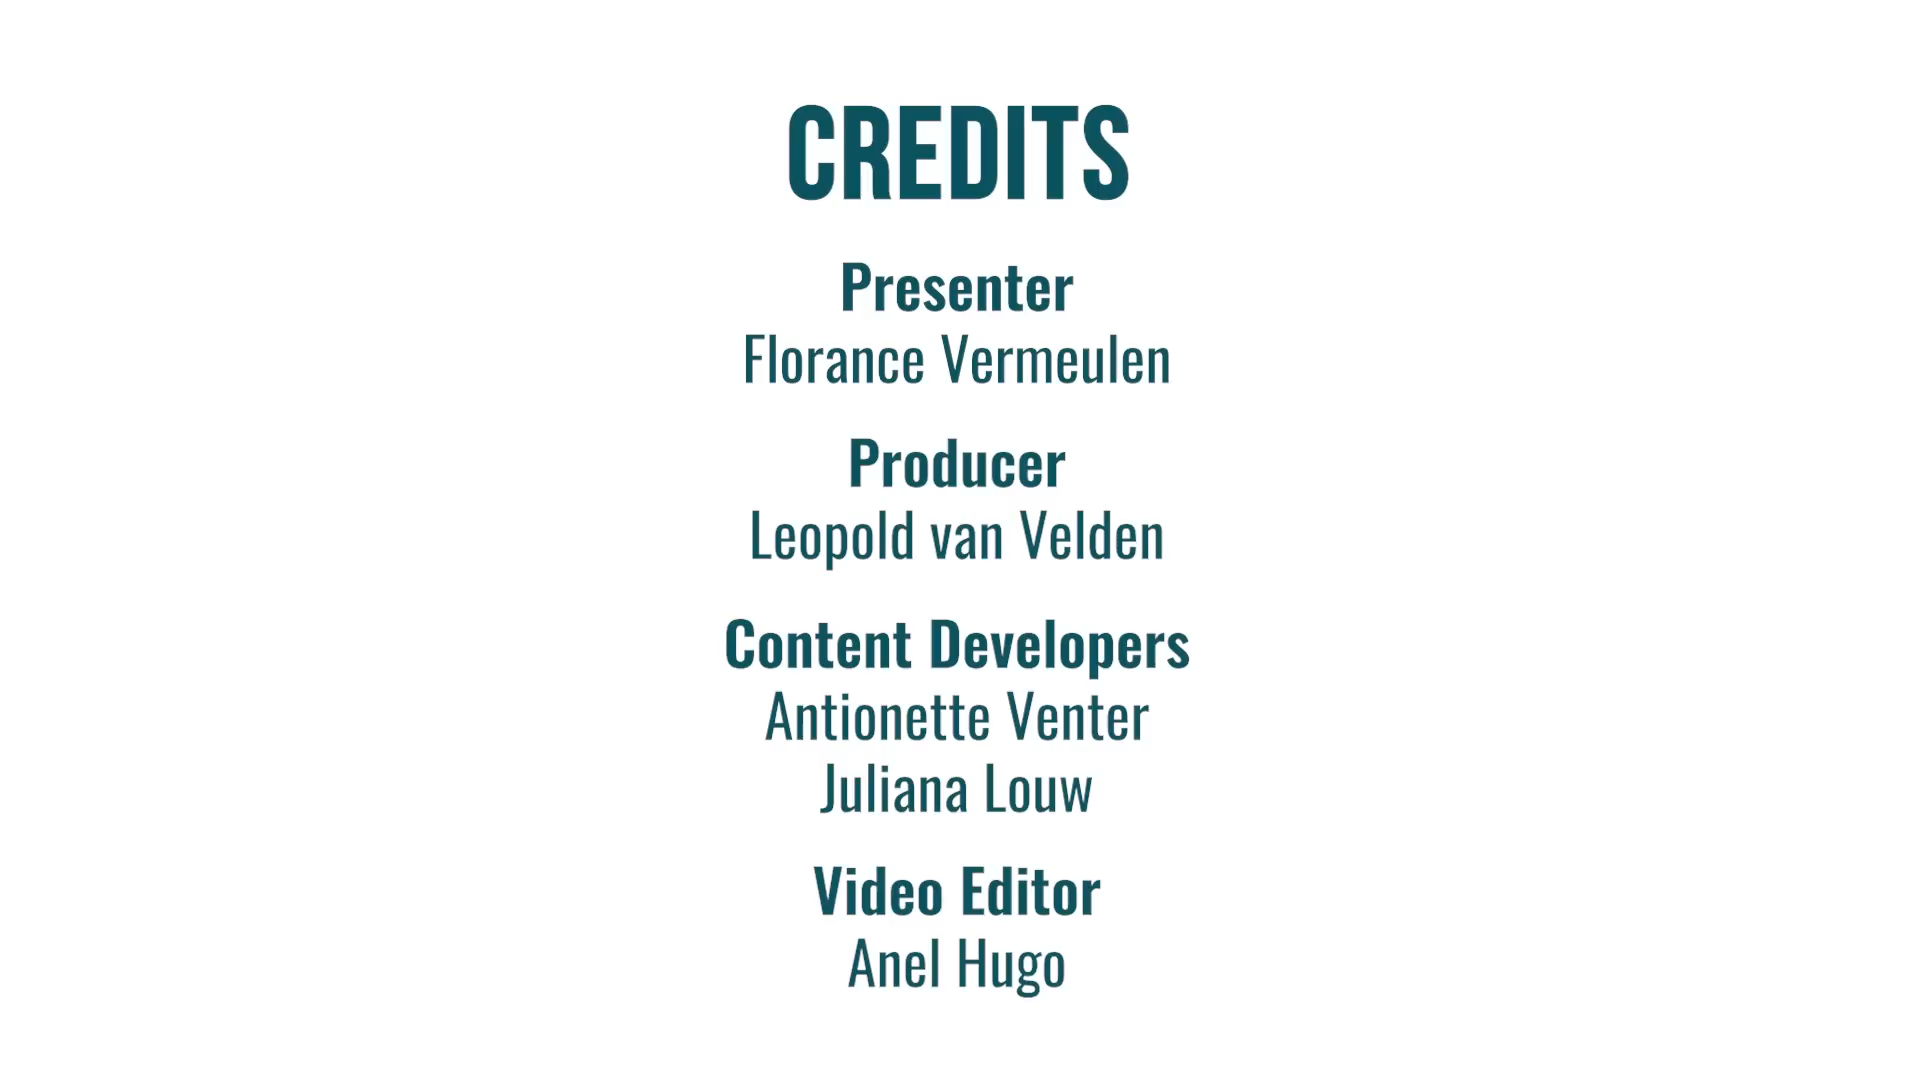 CREDITS
Presenter
Florance Vermeulen
Producer
Leopold van Velden
Content Developers
Antionette Venter
Juliana Louw
Video Editor
Anel Hugo